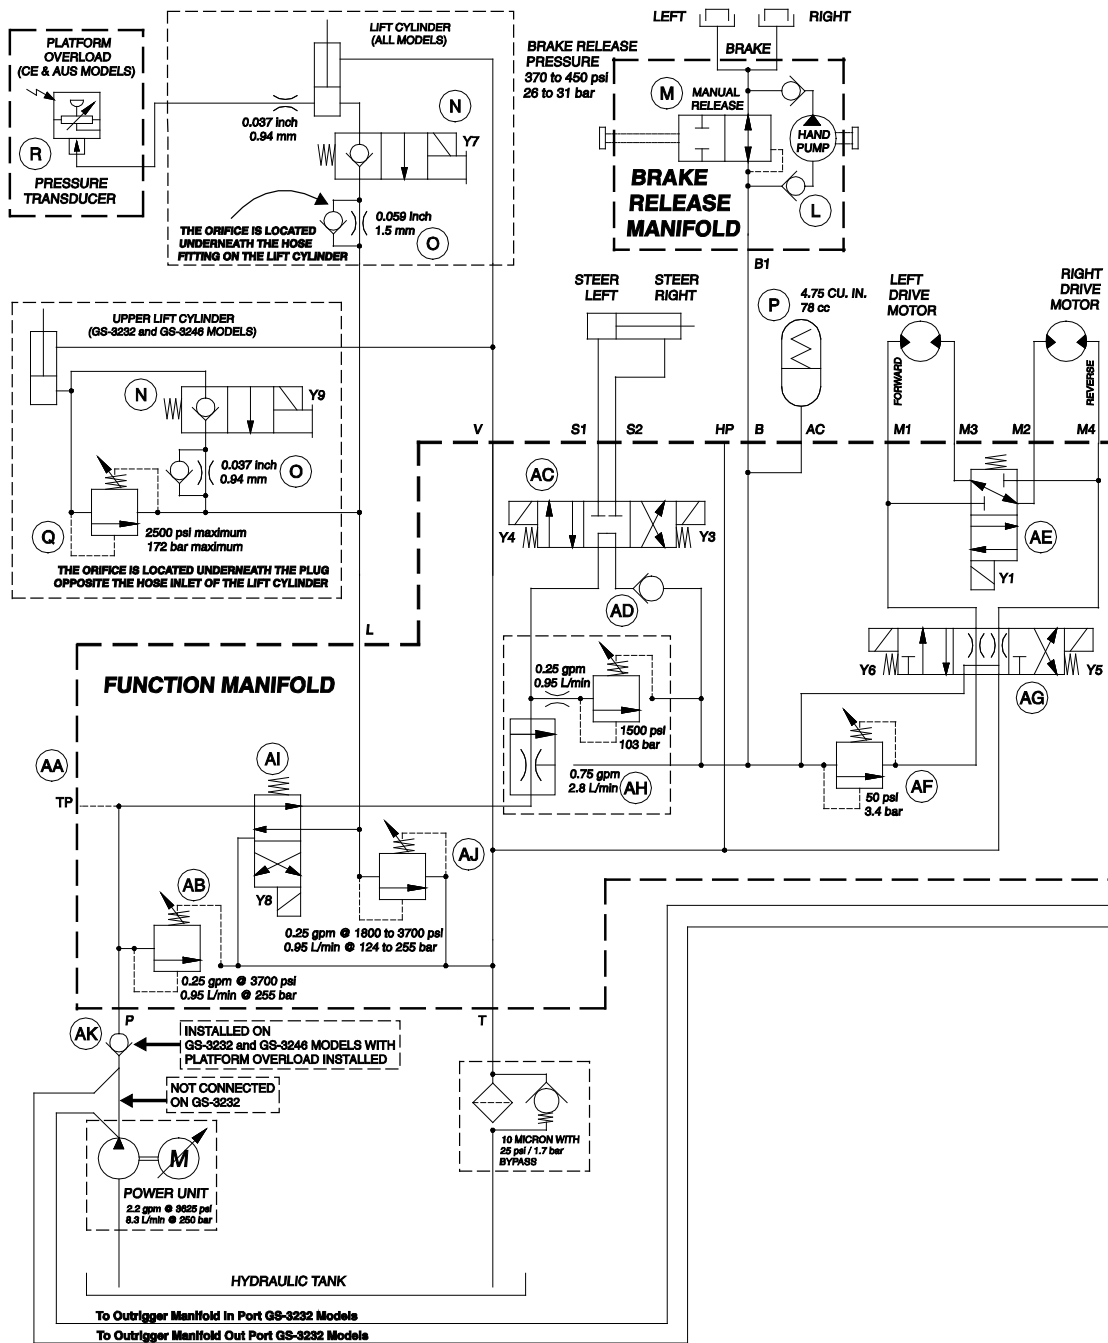 PLATFORM
OVERLOAD
(CE & AUS MODELS)
R
PRESSURE
TRANSDUCER
LIFT CYLINDER
(ALL MODELS)
0.037 inch
0.94 mm
N
Y7
THE ORIFICE IS LOCATED
UNDERNEATH THE HOSE
FITTING ON THE LIFT CYLINDER
0.059 inch
1.5 mm
O
LEFT
RIGHT
BRAKE
BRAKE RELEASE
PRESSURE
370 to 450 psi
26 to 31 bar
M
MANUAL
RELEASE
HAND
PUMP
BRAKE
RELEASE
MANIFOLD
L
B1
UPPER LIFT CYLINDER
(GS-3232 and GS-3246 MODELS)
N
Y9
0.037 inch
0.94 mm
O
Q
2500 psi maximum
172 bar maximum
THE ORIFICE IS LOCATED UNDERNEATH THE PLUG
OPPOSITE THE HOSE INLET OF THE LIFT CYLINDER
STEER
LEFT
STEER
RIGHT
P
4.75 CU. IN.
78 cc
LEFT
DRIVE
MOTOR
RIGHT
DRIVE
MOTOR
FORWARD
REVERSE
V
S1
S2
HP
B
AC
M1
M3
M2
M4
AC
Y4
Y3
AE
Y1
AD
L
FUNCTION MANIFOLD
0.25 gpm
0.95 L/min
1500 psi
103 bar
0.75 gpm
2.8 L/min
AH
Y6
Y5
AG
AF
50 psi
3.4 bar
AA
TP
AI
Y8
AJ
0.25 gpm @ 1800 to 3700 psi
0.95 L/min @ 124 to 255 bar
AB
0.25 gpm @ 3700 psi
0.95 L/min @ 255 bar
P
T
AK
INSTALLED ON
GS-3232 and GS-3246 MODELS WITH
PLATFORM OVERLOAD INSTALLED
NOT CONNECTED
ON GS-3232
M
POWER UNIT
2.2 gpm @ 3625 psi
8.3 L/min @ 250 bar
10 MICRON WITH
25 psi / 1.7 bar
BYPASS
HYDRAULIC TANK
To Outrigger Manifold In Port GS-3232 Models
To Outrigger Manifold Out Port GS-3232 Models